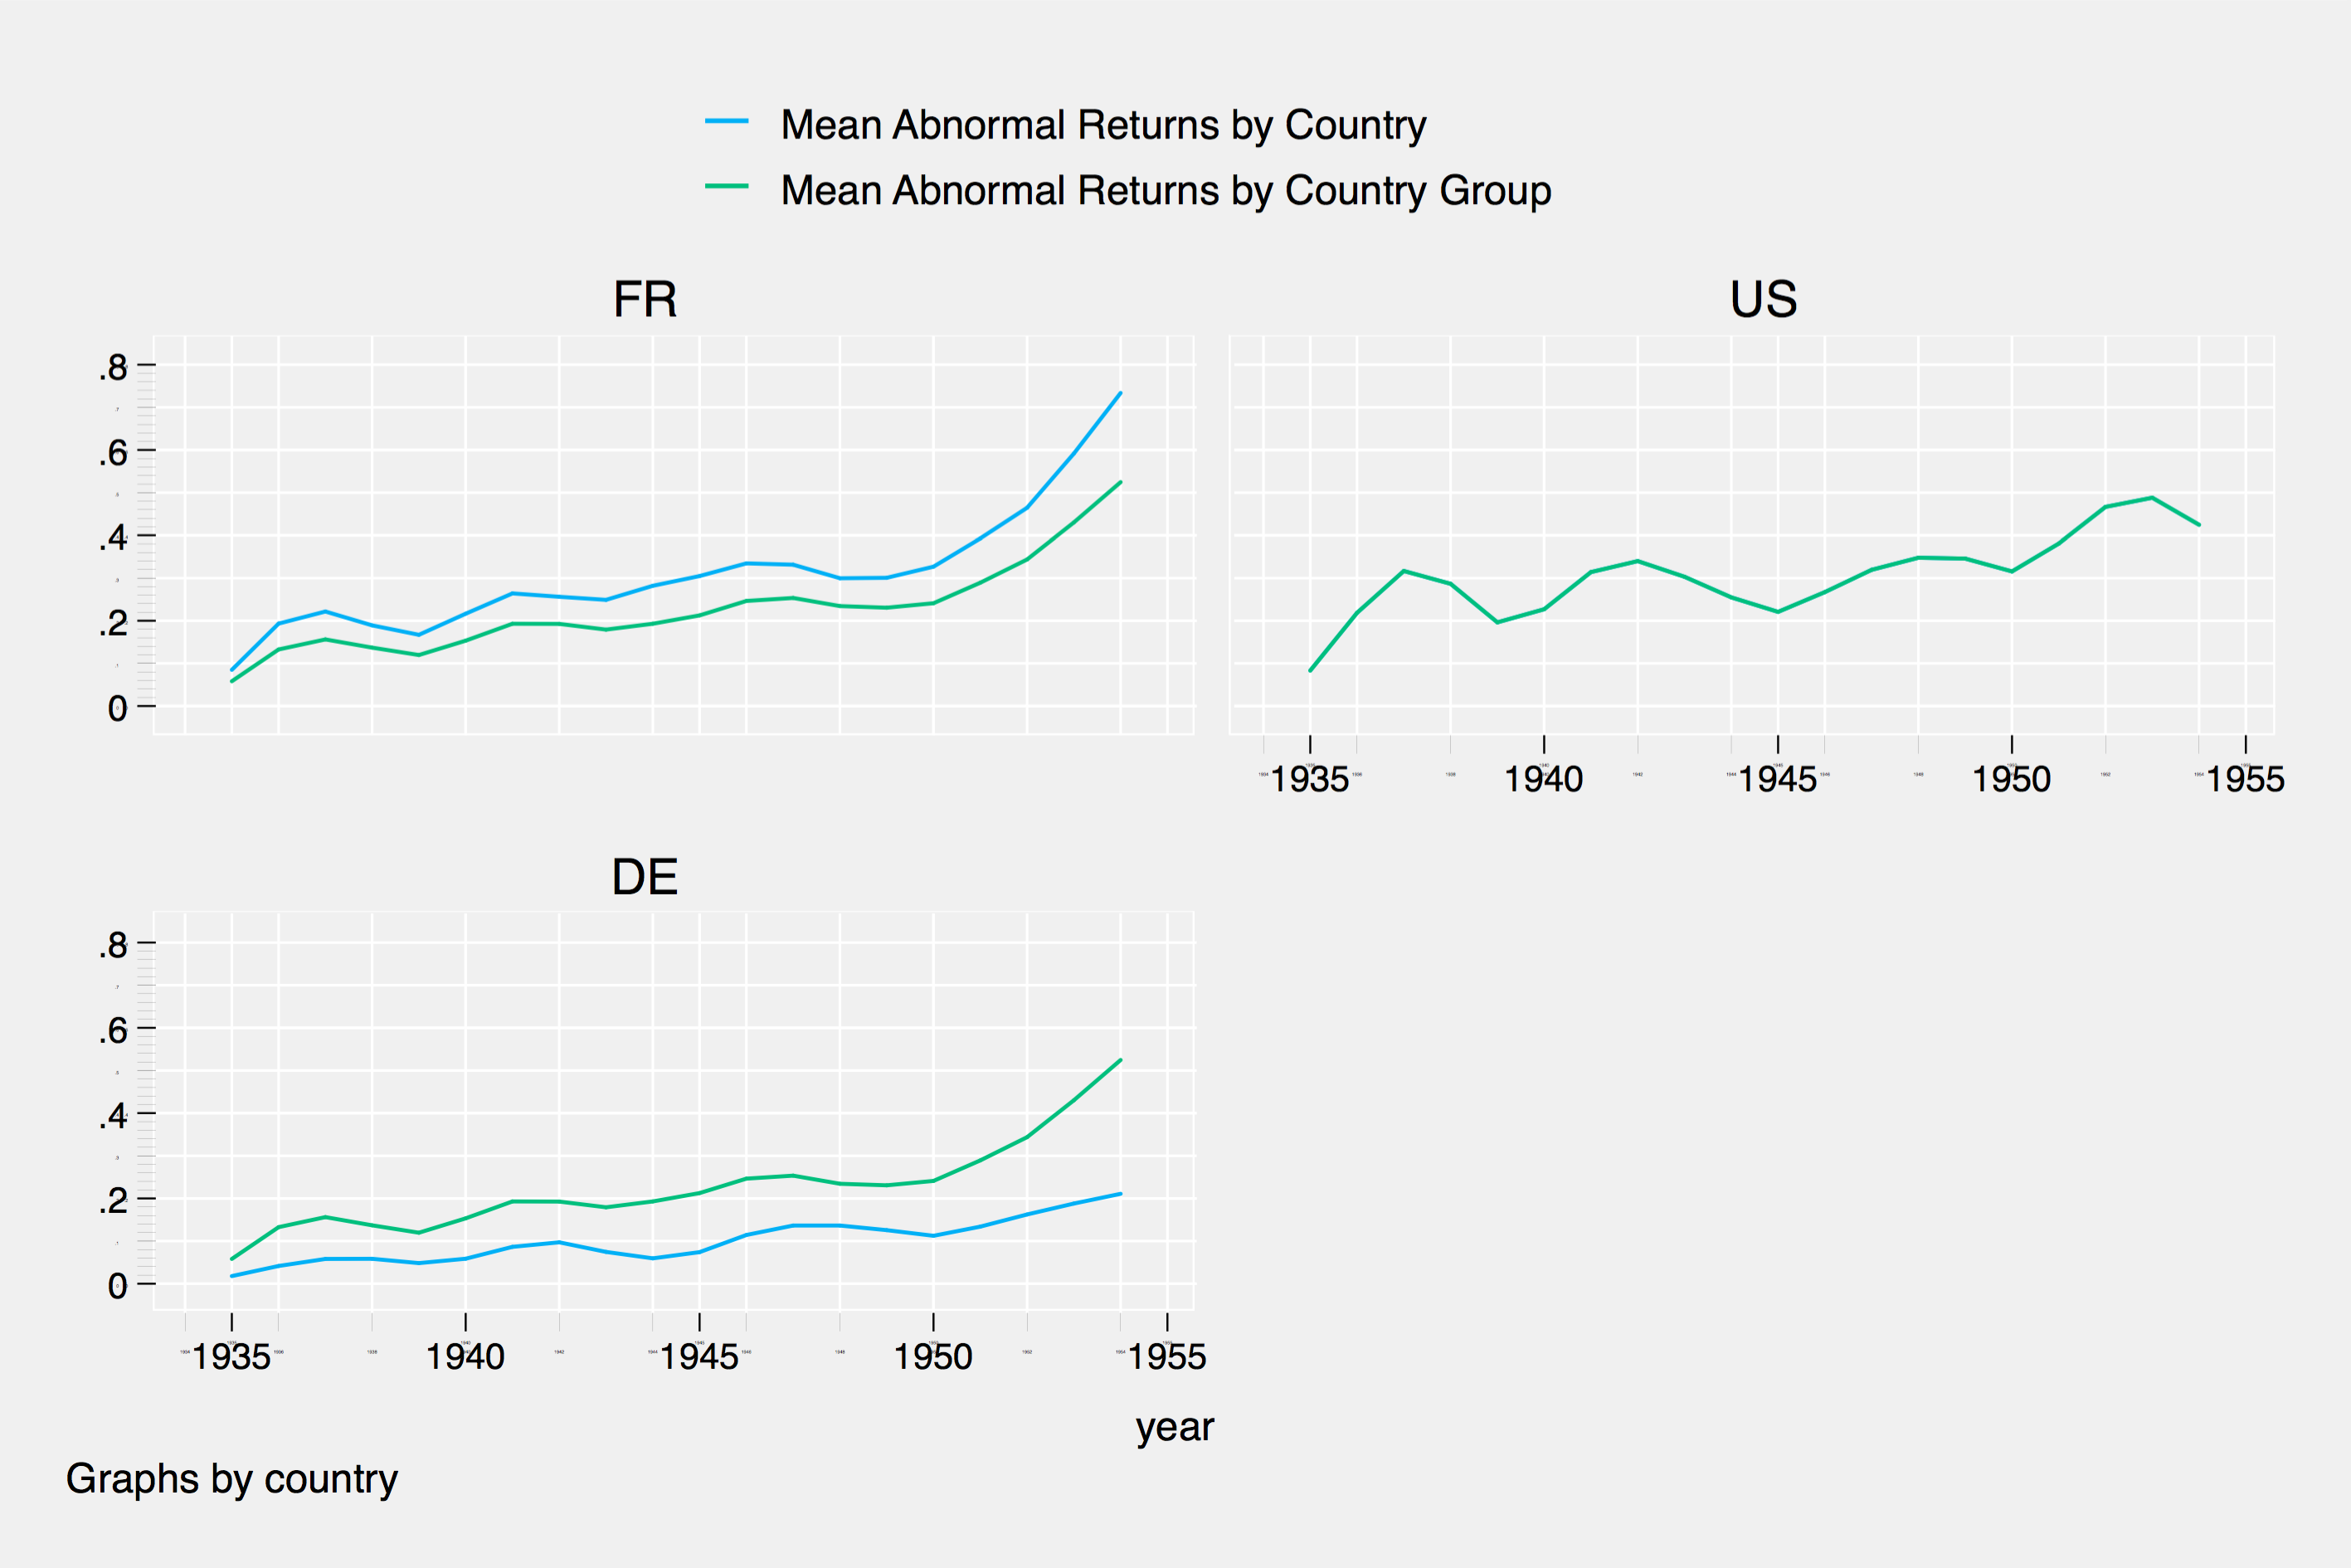 Mean Abnormal Returns by Country
Mean Abnormal Returns by Country Group
FR
US
.8
.6
.4
.2
0
1935 1940 1945 1950 1955
DE
.8
.6
.4
.2
0
1935 1940 1945 1950 1955
year
Graphs by country